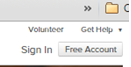 » C
Volunteer Get Help ▾
Sign In Free Account